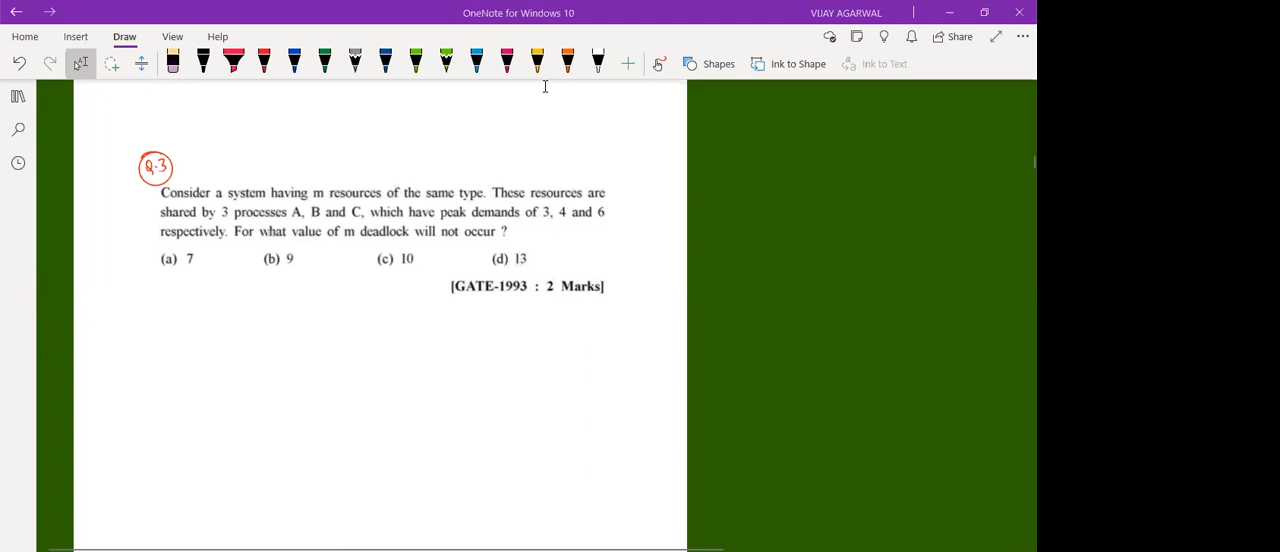 OneNote for Windows 10
VIJAY AGARWAL
Home Insert Draw View Help
Share
Shapes Ink to Shape Ink to Text
Q.3
Consider a system having m resources of the same type. These resources are
shared by 3 processes A, B and C, which have peak demands of 3, 4 and 6
respectively. For what value of m deadlock will not occur ?
(a) 7 (b) 9 (c) 10 (d) 13
[GATE-1993 : 2 Marks]